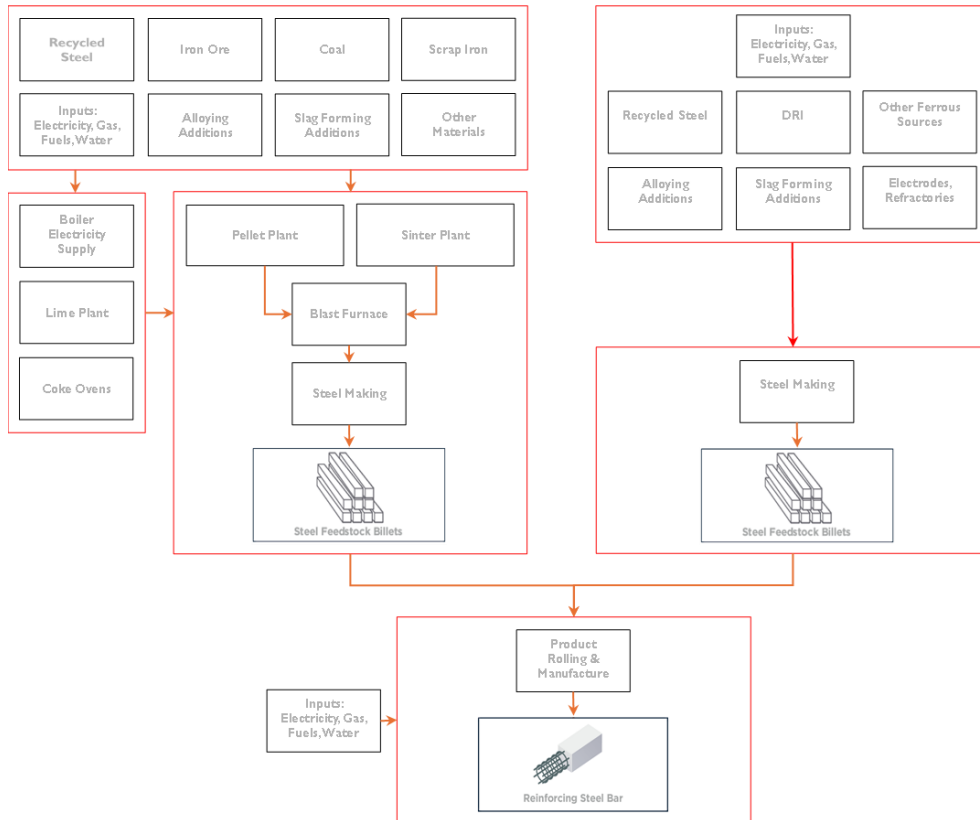 Recycled
Steel
Iron Ore
Coal
Scrap Iron
Inputs:
Electricity, Gas,
Fuels, Water
Alloying
Additions
Slag Forming
Additions
Other
Materials
Inputs:
Electricity, Gas,
Fuels, Water
Recycled Steel
DRI
Other Ferrous
Sources
Alloying
Additions
Slag Forming
Additions
Electrodes,
Refractories
Boiler
Electricity
Supply
Lime Plant
Coke Ovens
Pellet Plant
Sinter Plant
Blast Furnace
Steel Making
Steel Feedstock Billets
Steel Making
Steel Feedstock Billets
Inputs:
Electricity, Gas,
Fuels, Water
Product
Rolling &
Manufacture
Reinforcing Steel Bar